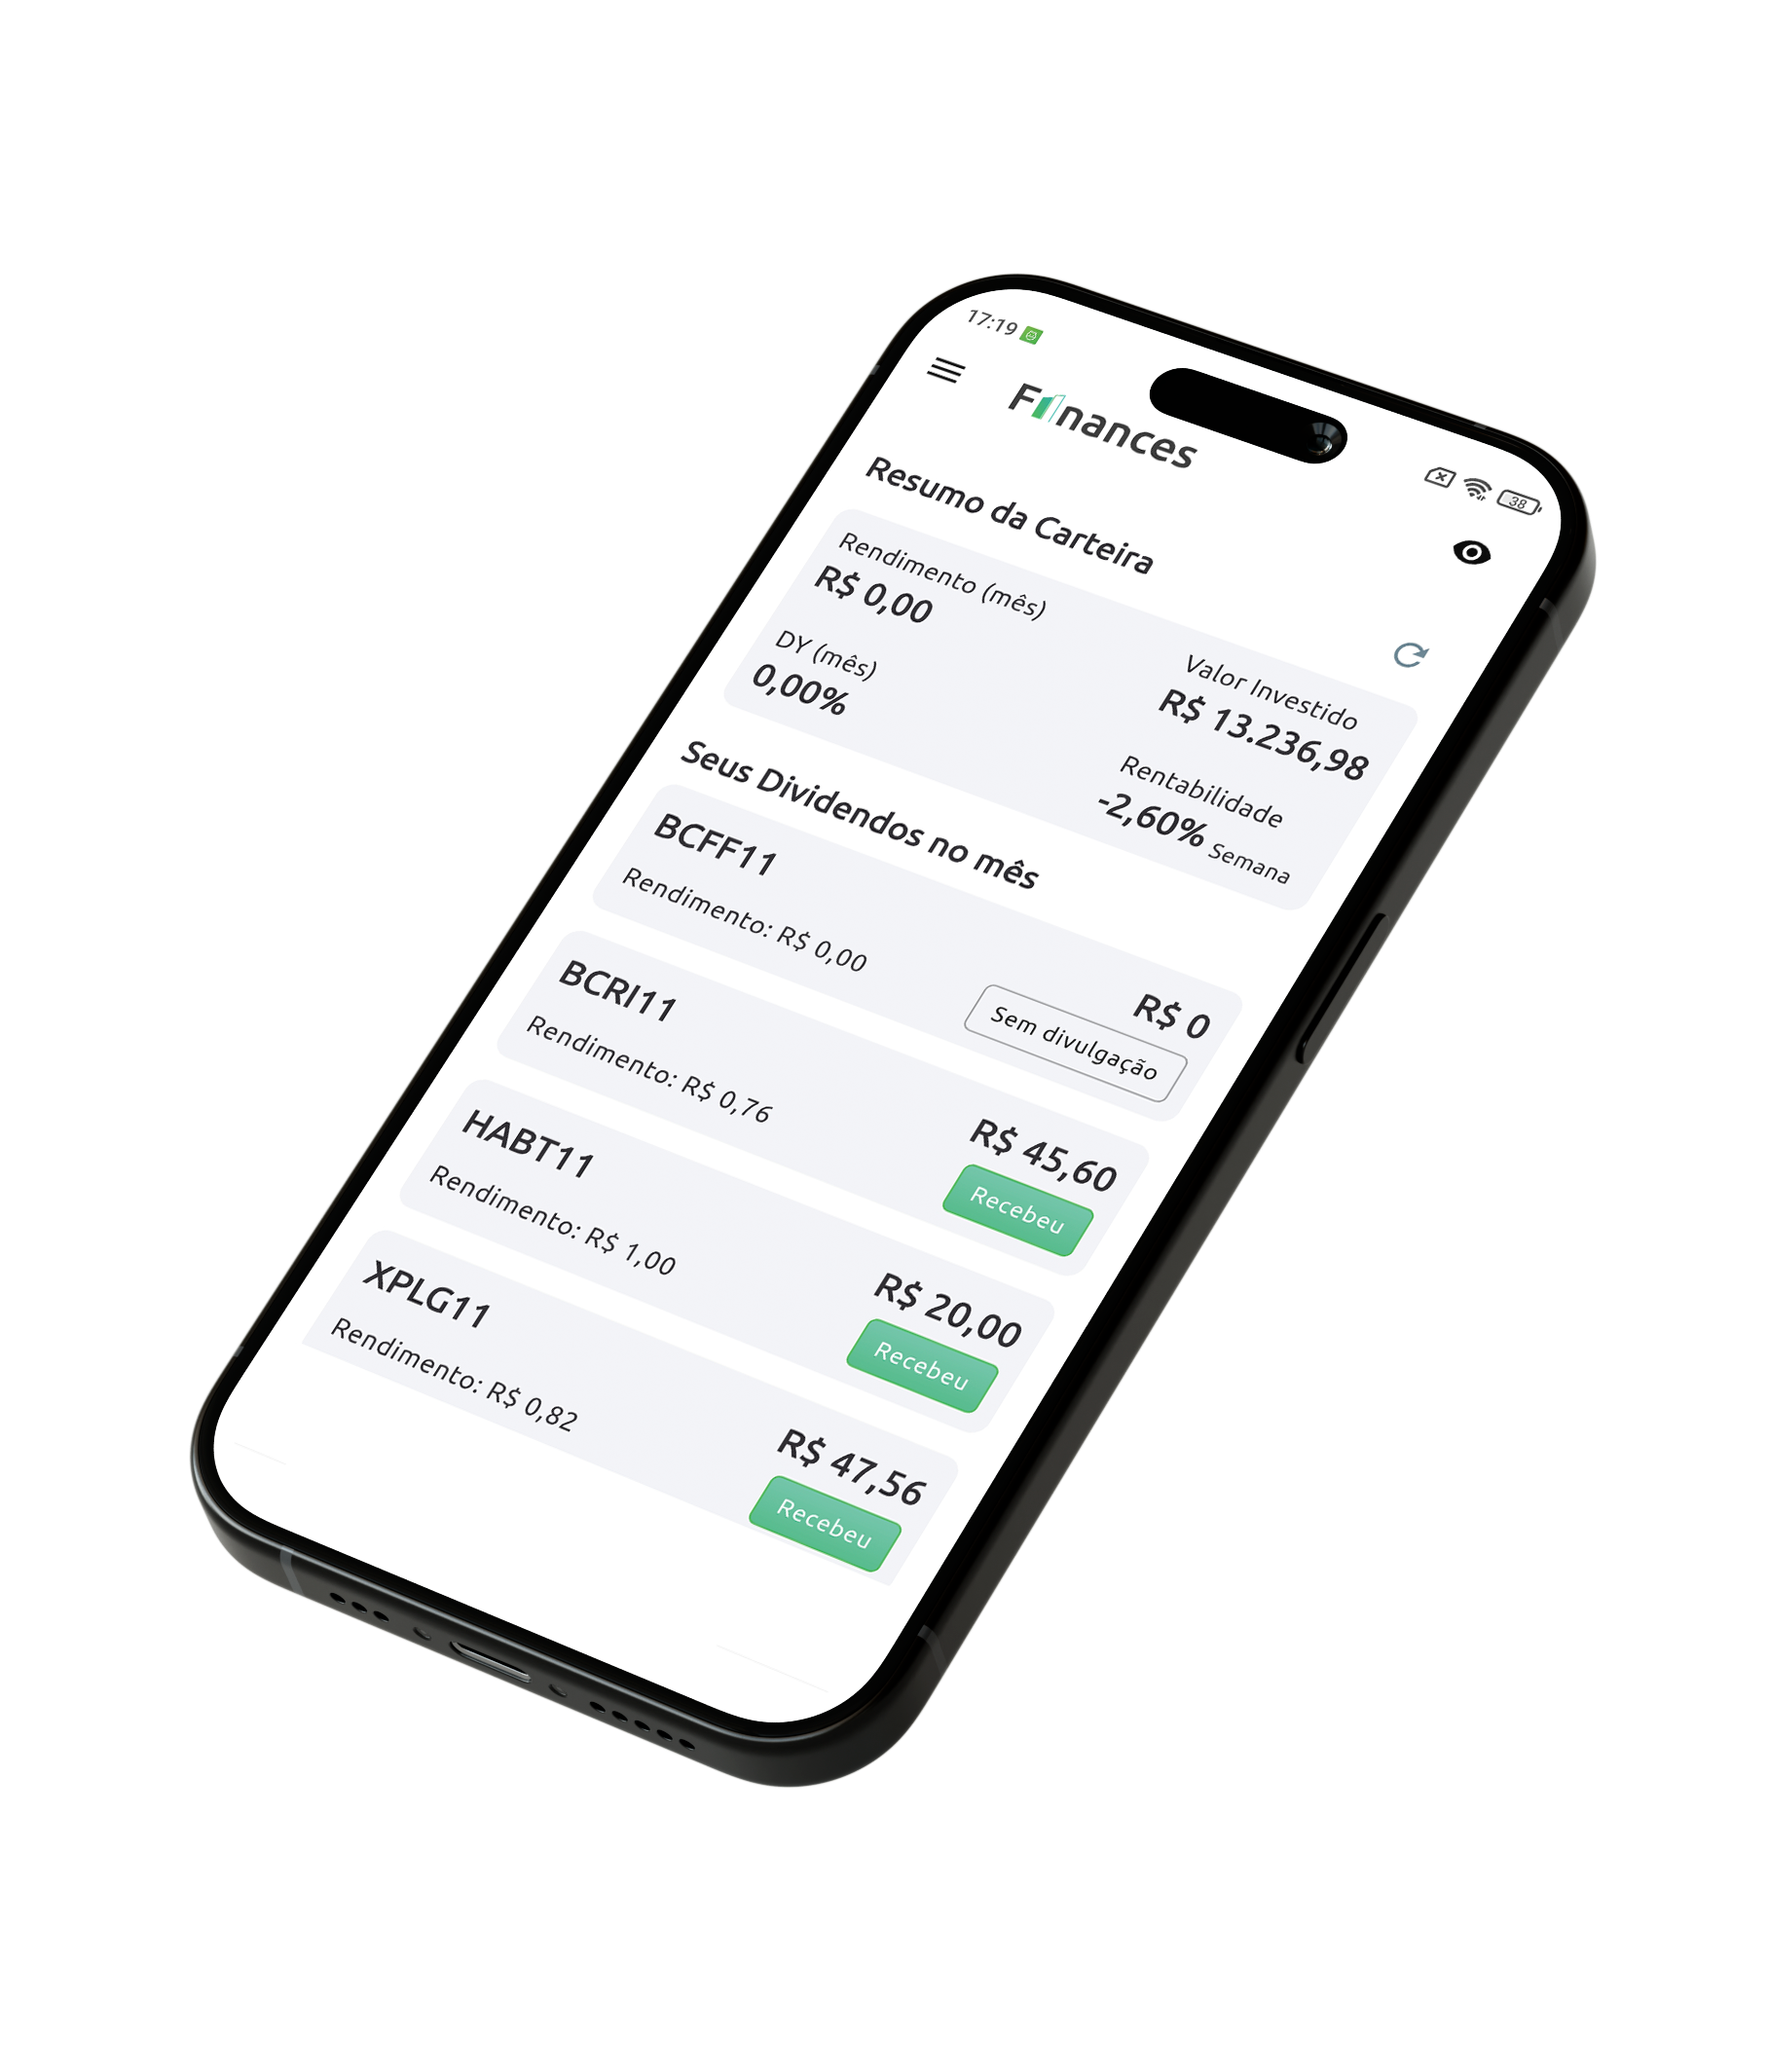 17:19
38
Finances
Resumo da Carteira
Rendimento (mês)
R$ 0,00
Valor Investido
R$ 13.236,98
DY (mês)
0,00%
Rentabilidade
-2,60% Semana
Seus Dividendos no mês
BCFF11
R$ 0
Rendimento: R$ 0,00
Sem divulgação
BCRI11
R$ 45,60
Rendimento: R$ 0,76
Recebeu
HABT11
R$ 20,00
Rendimento: R$ 1,00
Recebeu
XPLG11
R$ 47,56
Rendimento: R$ 0,82
Recebeu